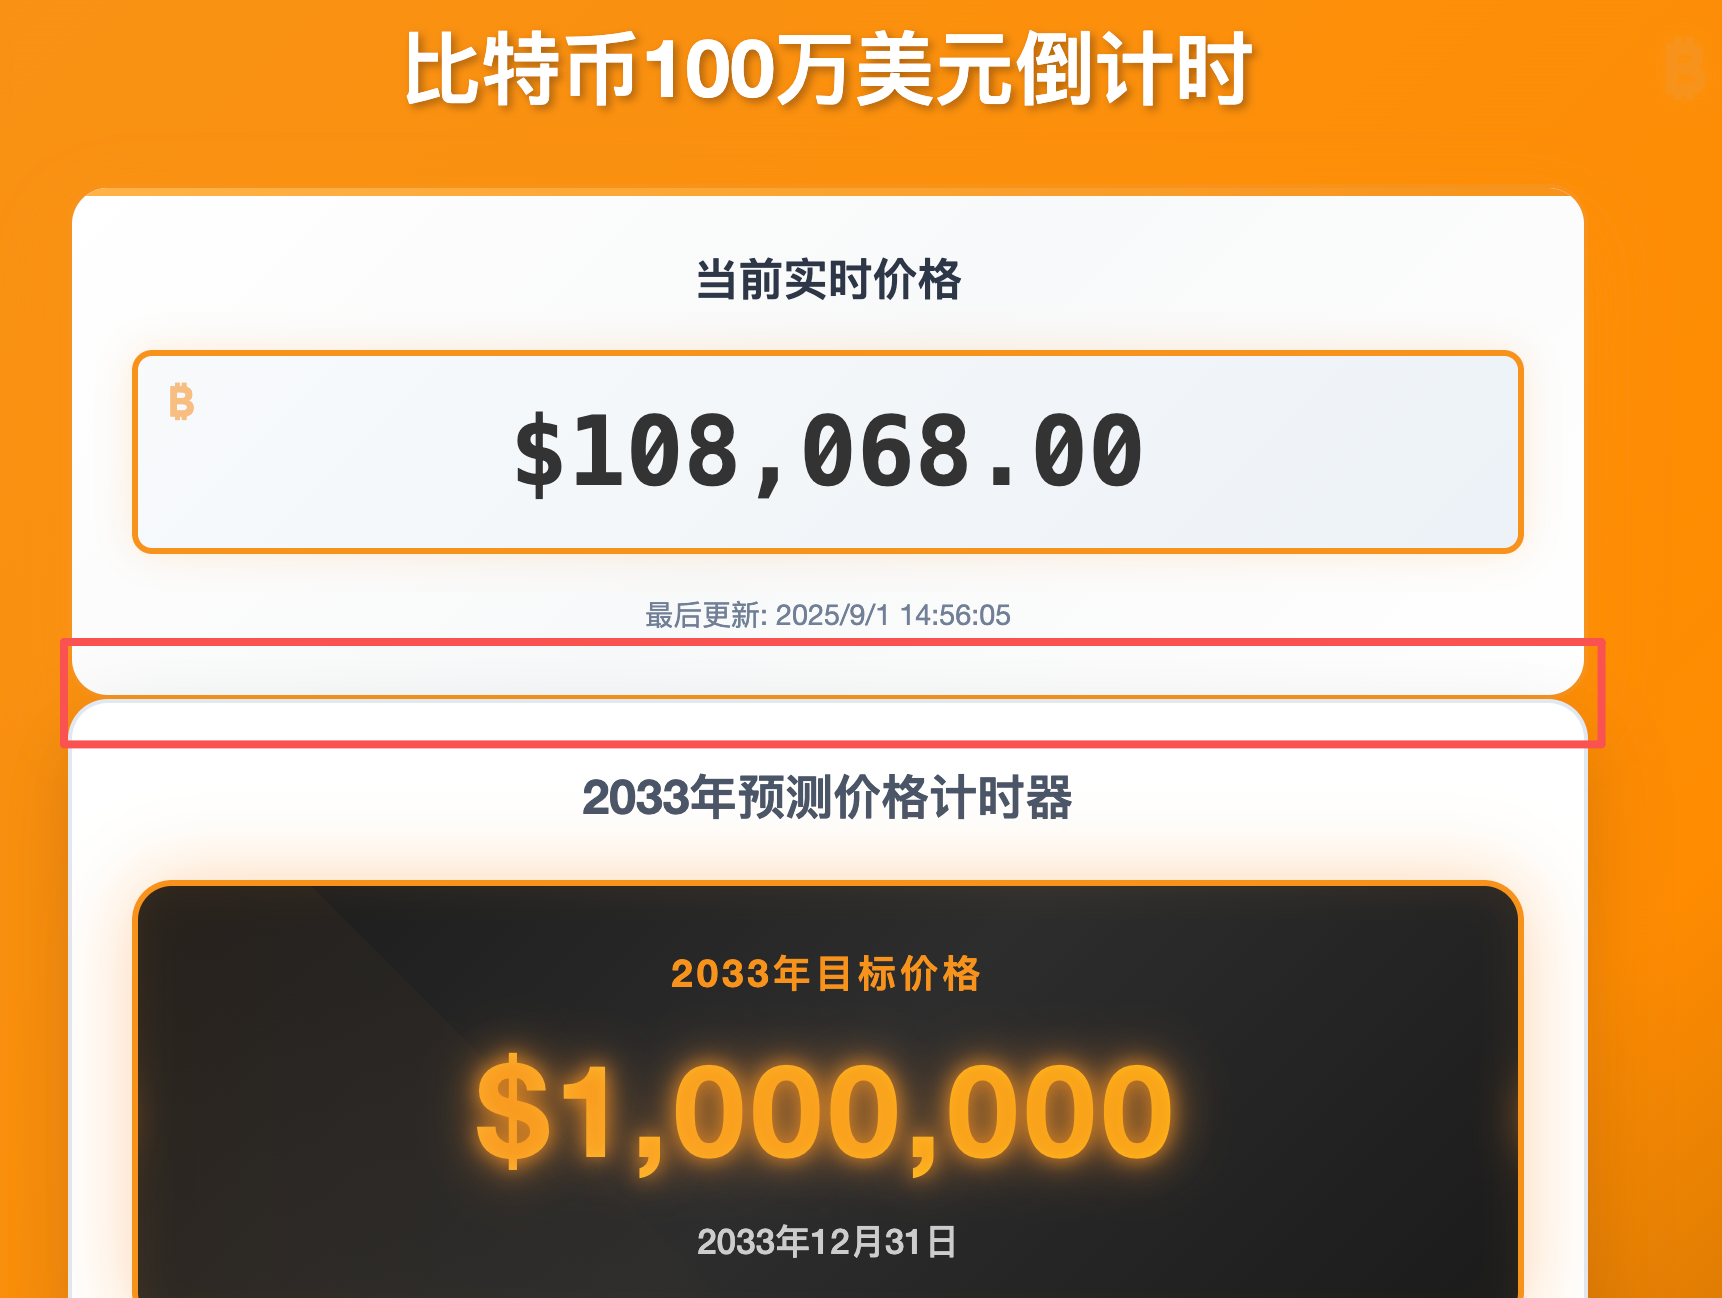 比特币100万美元倒计时
当前实时价格
$108,068.00
最后更新: 2025/9/1 14:56:05
2033年预测价格计时器
2033年目标价格
$1,000,000
2033年12月31日